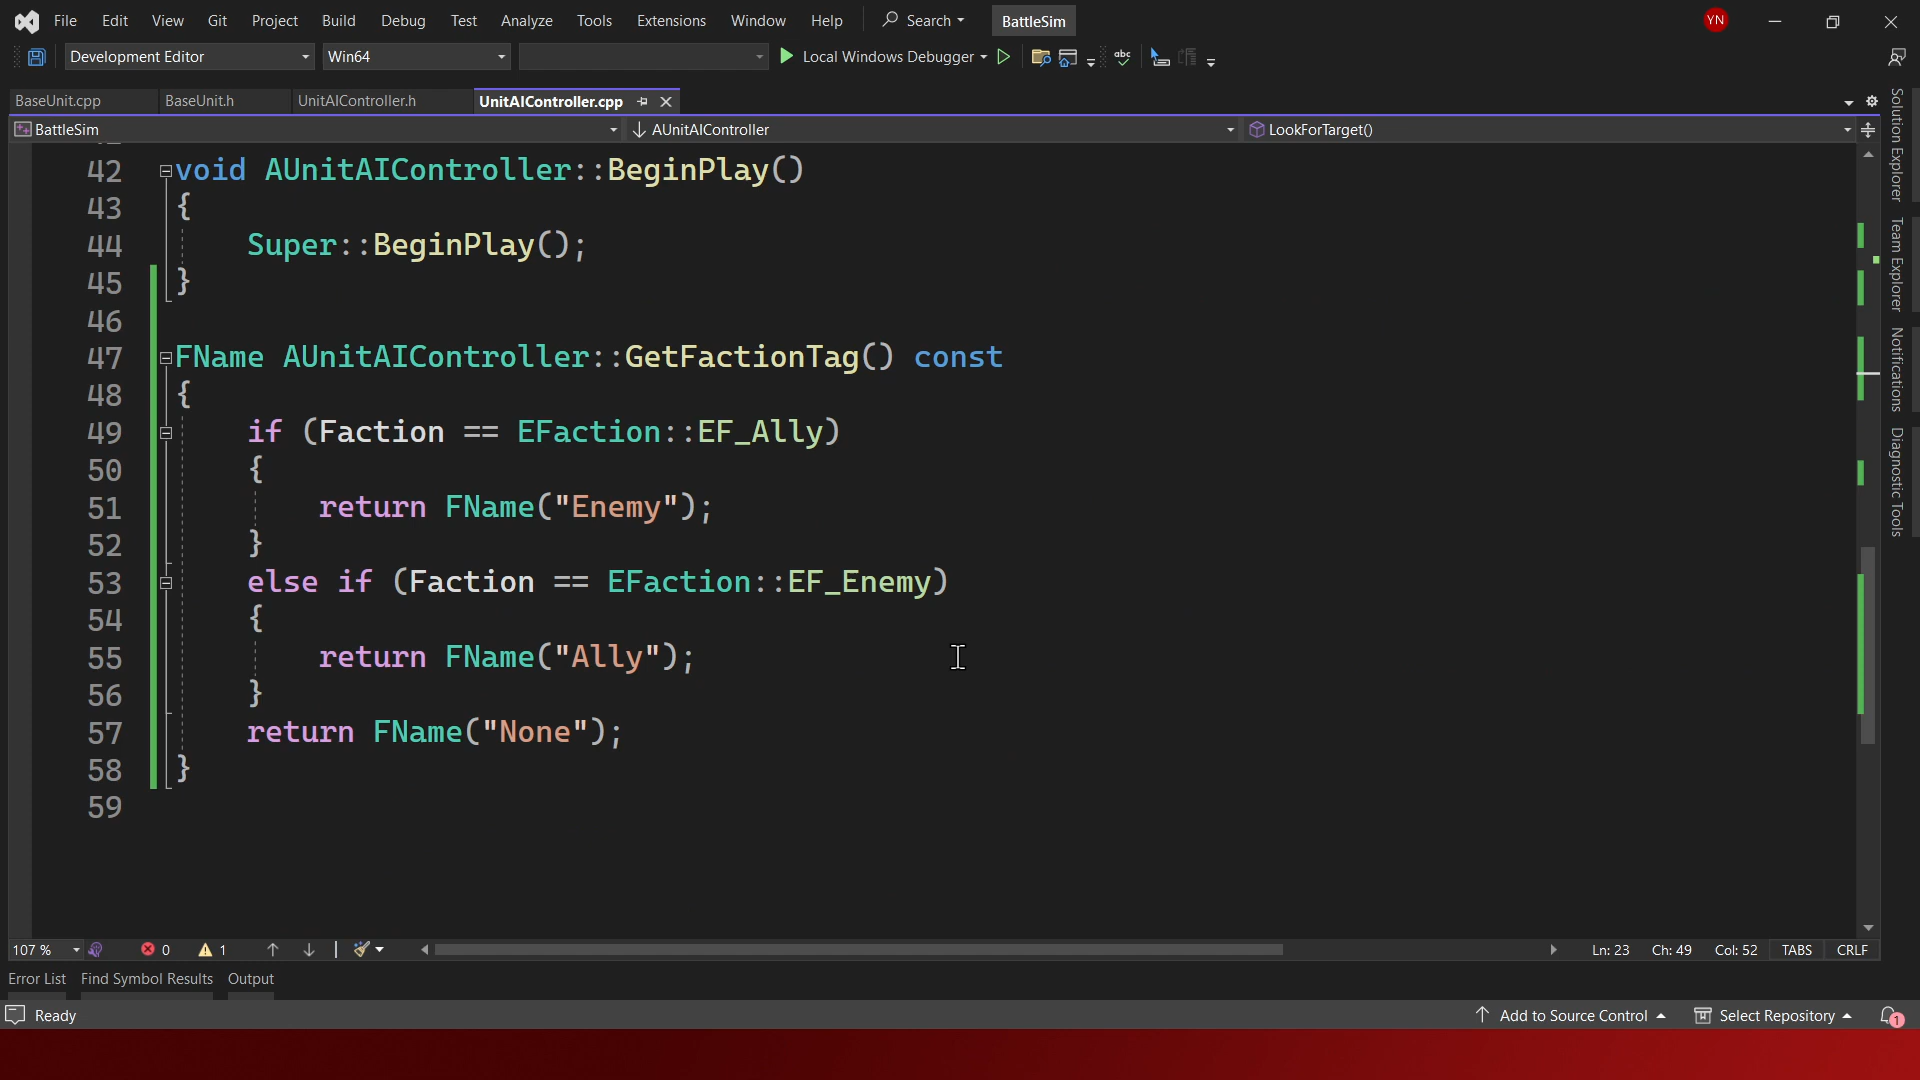 File Edit View Git Project Build Debug Test Analyze Tools Extensions Window Help Search BattleSim YN
Development Editor Win64 Local Windows Debugger
BaseUnit.cpp BaseUnit.h UnitAIController.h UnitAIController.cpp
BattleSim AUnitAIController LookForTarget()
42 void AUnitAIController::BeginPlay()
43 {
44 Super::BeginPlay();
45 }
46
47 FName AUnitAIController::GetFactionTag() const
48 {
49 if (Faction == EFaction::EF_Ally)
50 {
51 return FName("Enemy");
52 }
53 else if (Faction == EFaction::EF_Enemy)
54 {
55 return FName("Ally");
56 }
57 return FName("None");
58 }
59
Solution Explorer
Team Explorer
Notifications
Diagnostic Tools
107 % 0 1 Ln: 23 Ch: 49 Col: 52 TABS CRLF
Error List Find Symbol Results Output
Ready Add to Source Control Select Repository 1